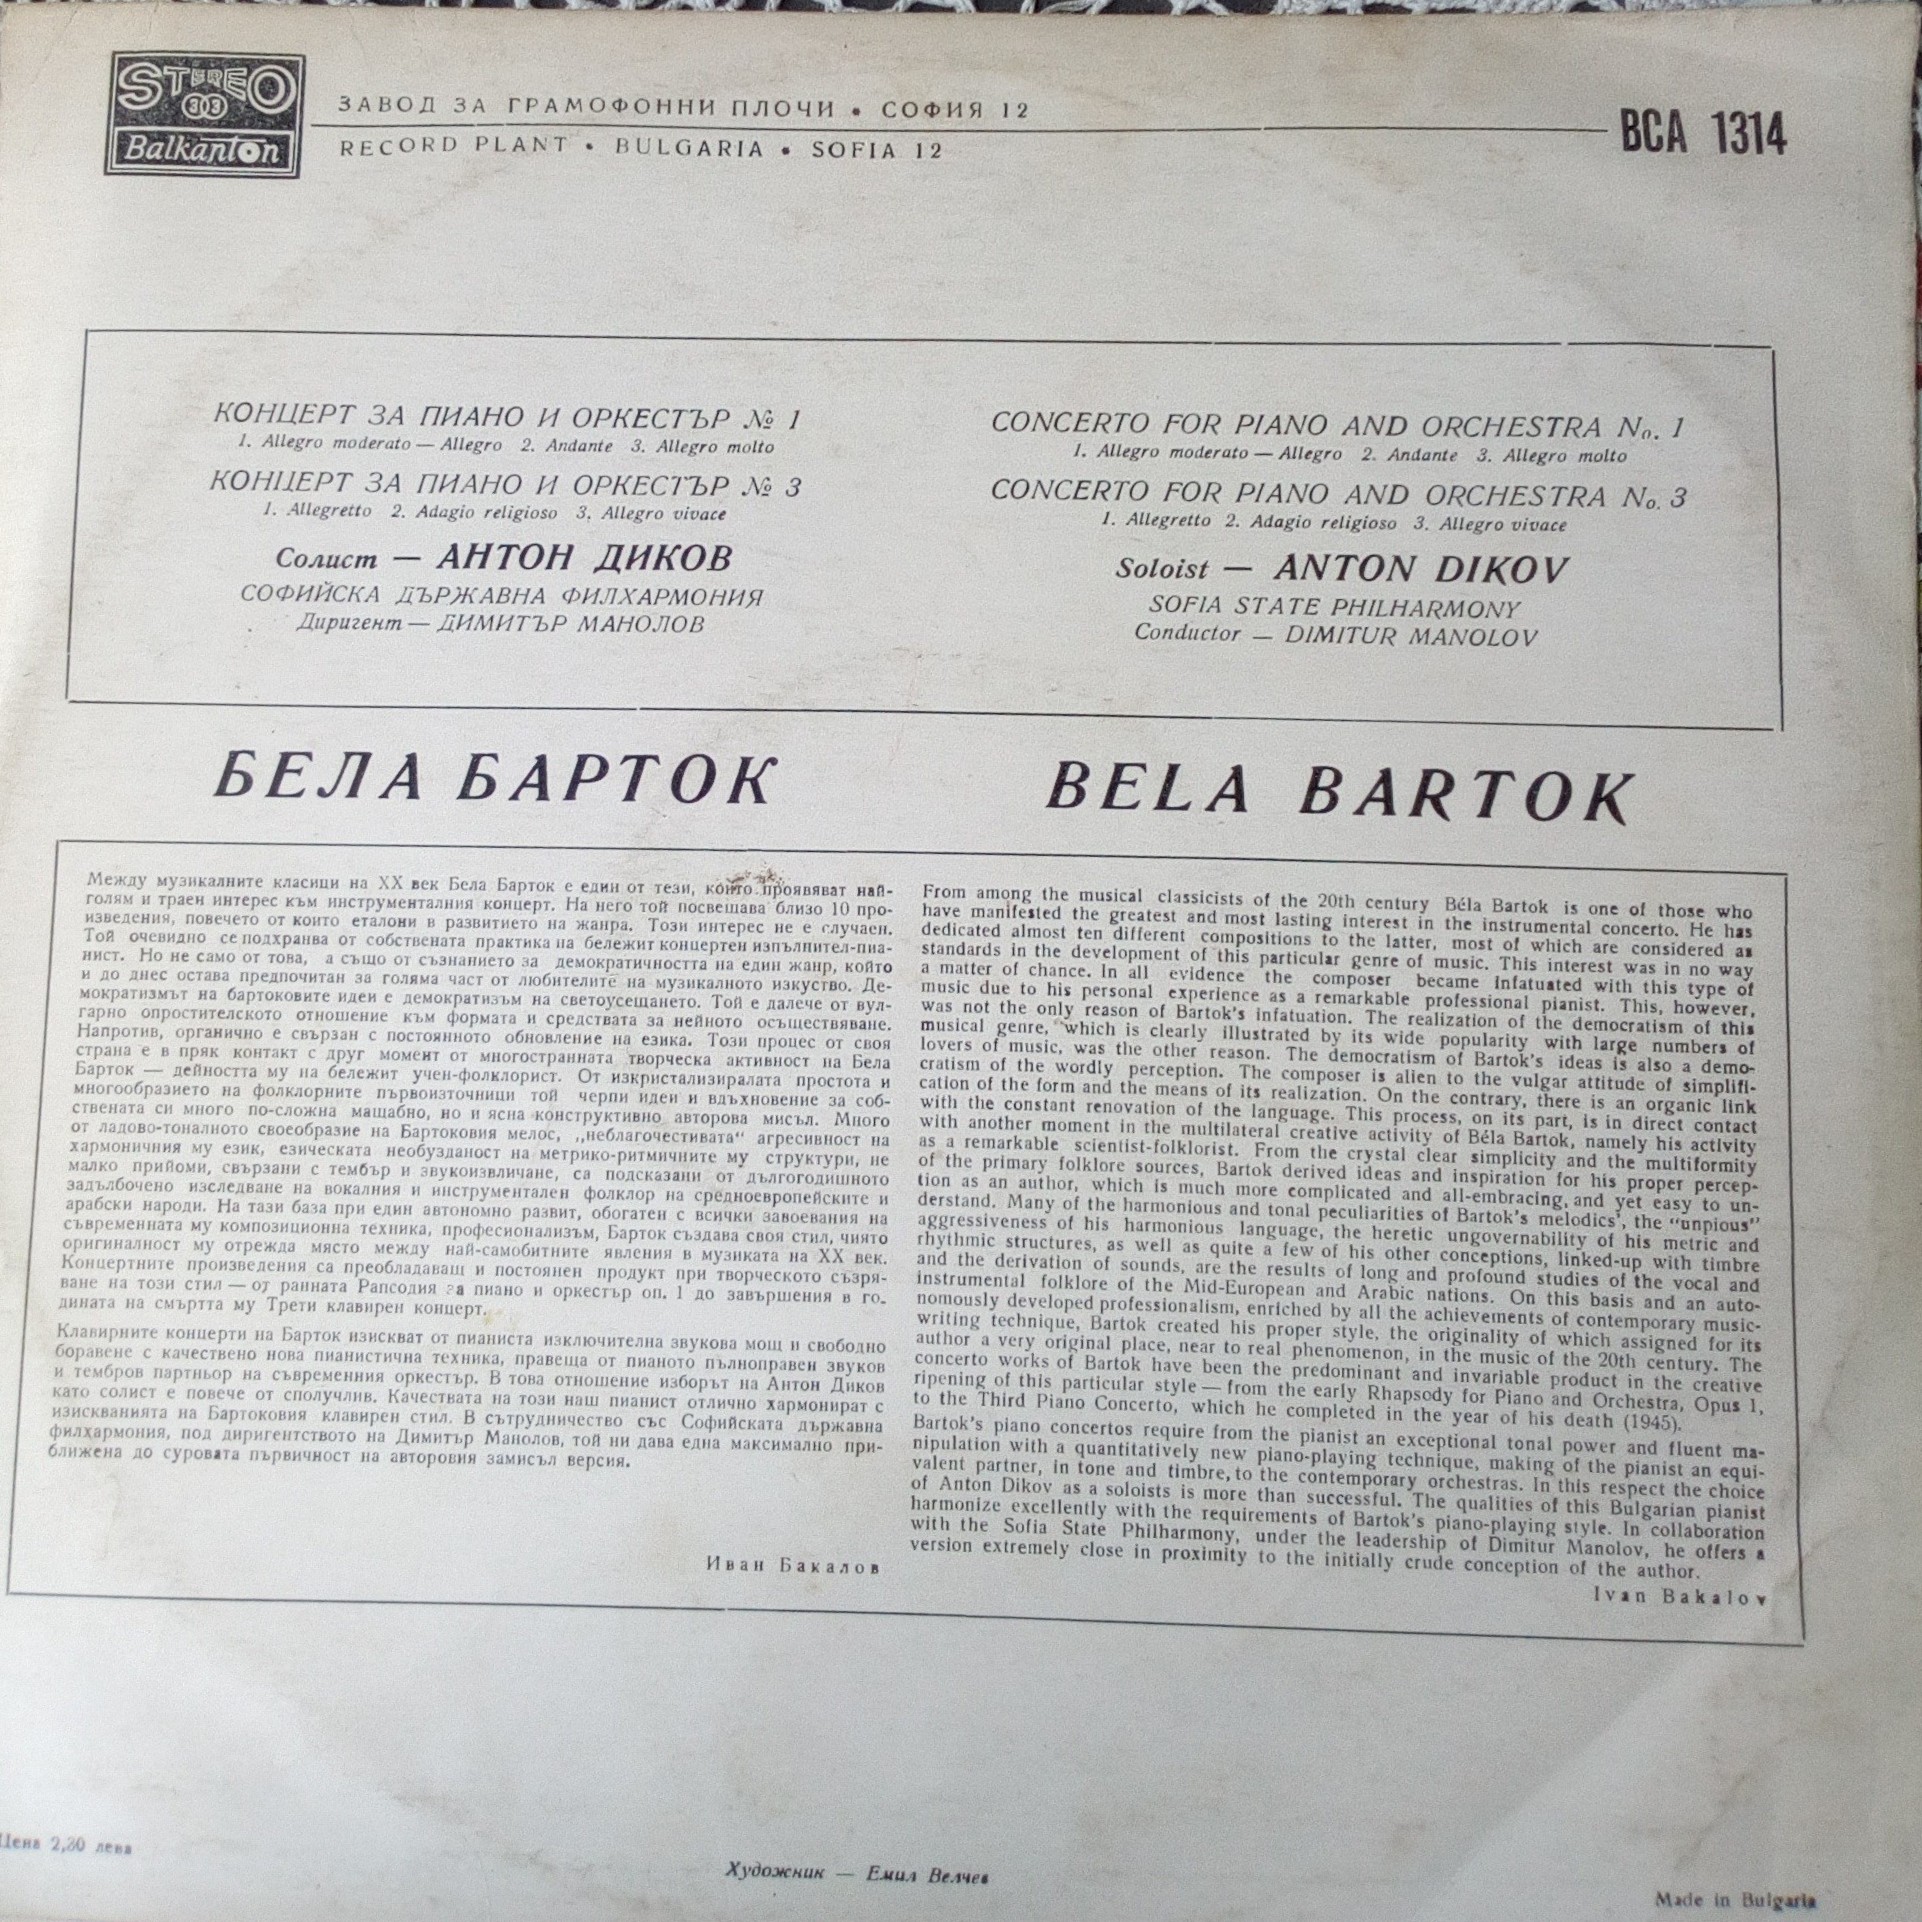 STEREO
33
Balkanton
ЗАВОД ЗА ГРАМОФОННИ ПЛОЧИ • СОФИЯ 12
RECORD PLANT • BULGARIA • SOFIA 12
ВСА 1314
КОНЦЕРТ ЗА ПИАНО И ОРКЕСТЪР № 1
1. Allegro moderato — Allegro 2. Andante 3. Allegro molto
КОНЦЕРТ ЗА ПИАНО И ОРКЕСТЪР № 3
1. Allegretto 2. Adagio religioso 3. Allegro vivace
Солист — АНТОН ДИКОВ
СОФИЙСКА ДЪРЖАВНА ФИЛХАРМОНИЯ
Диригент — ДИМИТЪР МАНОЛОВ
CONCERTO FOR PIANO AND ORCHESTRA No. 1
1. Allegro moderato — Allegro 2. Andante 3. Allegro molto
CONCERTO FOR PIANO AND ORCHESTRA No. 3
1. Allegretto 2. Adagio religioso 3. Allegro vivace
Soloist — ANTON DIKOV
SOFIA STATE PHILHARMONY
Conductor — DIMITUR MANOLOV
БЕЛА БАРТОК
BELA BARTOK
Между музикалните класици на XX век Бела Барток е един от тези, които проявяват най-
голям и траен интерес към инструменталния концерт. На него той посвещава близо 10 про-
изведения, повечето от които еталони в развитието на жанра. Този интерес не е случаен.
Той очевидно се подхранва от собствената практика на бележит концертен изпълнител-пиа-
нист. Но не само от това, а също от съзнанието за демократичността на един жанр, който
и до днес остава предпочитан за голяма част от любителите на музикалното изкуство. Де-
мократизмът на бартоковите идеи е демократизъм на светоусещането. Той е далече от вул-
гарно опростителското отношение към формата и средствата за нейното осъществяване.
Напротив, органично е свързан с постоянното обновление на езика. Този процес от своя
страна е в пряк контакт с друг момент от многостранната творческа активност на Бела
Барток — дейността му на бележит учен-фолклорист. От изкристализиралата простота и
многообразието на фолклорните първоизточници той черпи идеи и вдъхновение за соб-
ствената си много по-сложна мащабно, но и ясна конструктивно авторова мисъл. Много
от ладово-тоналното своеобразие на Бартоковия мелос, „неблагочестивата“ агресивност на
хармоничния му език, езическата необузданост на метрико-ритмичните му структури, не
малко прийоми, свързани с тембър и звукоизвличане, са подсказани от дългогодишното
задълбочено изследване на вокалния и инструментален фолклор на средноевропейските и
арабски народи. На тази база при един автономно развит, обогатен с всички завоевания на
съвременната му композиционна техника, професионализъм, Барток създава своя стил, чиято
оригиналност му отрежда място между най-самобитните явления в музиката на XX век.
Концертните произведения са преобладаващ и постоянен продукт при творческото съзря-
ване на този стил — от ранната Рапсодия за пиано и оркестър оп. 1 до завършения в го-
дината на смъртта му Трети клавирен концерт.
Клавирните концерти на Барток изискват от пианиста изключителна звукова мощ и свободно
боравене с качествено нова пианистична техника, правеща от пианото пълноправен звуков
и тембров партньор на съвременния оркестър. В това отношение изборът на Антон Диков
като солист е повече от сполучлив. Качествата на този наш пианист отлично хармонират с
изискванията на Бартоковия клавирен стил. В сътрудничество със Софийската държавна
филхармония, под диригентството на Димитър Манолов, той ни дава една максимално при-
ближена до суровата първичност на авторовия замисъл версия.
Иван Бакалов
From among the musical classicists of the 20th century Béla Bartok is one of those who
have manifested the greatest and most lasting interest in the instrumental concerto. He has
dedicated almost ten different compositions to the latter, most of which are considered as
standards in the development of this particular genre of music. This interest was in no way
a matter of chance. In all evidence the composer became infatuated with this type of
music due to his personal experience as a remarkable professional pianist. This, however,
was not the only reason of Bartok's infatuation. The realization of the democratism of this
musical genre, which is clearly illustrated by its wide popularity with large numbers of
lovers of music, was the other reason. The democratism of Bartok's ideas is also a demo-
cratism of the wordly perception. The composer is alien to the vulgar attitude of simplifi-
cation of the form and the means of its realization. On the contrary, there is an organic link
with the constant renovation of the language. This process, on its part, is in direct contact
with another moment in the multilateral creative activity of Béla Bartok, namely his activity
as a remarkable scientist-folklorist. From the crystal clear simplicity and the multiformity
of the primary folklore sources, Bartok derived ideas and inspiration for his proper percep-
tion as an author, which is much more complicated and all-embracing, and yet easy to un-
derstand. Many of the harmonious and tonal peculiarities of Bartok's melodics', the “unpious”
aggressiveness of his harmonious language, the heretic ungovernability of his metric and
rhythmic structures, as well as quite a few of his other conceptions, linked-up with timbre
and the derivation of sounds, are the results of long and profound studies of the vocal and
instrumental folklore of the Mid-European and Arabic nations. On this basis and an auto-
nomously developed professionalism, enriched by all the achievements of contemporary music-
writing technique, Bartok created his proper style, the originality of which assigned for its
author a very original place, near to real phenomenon, in the music of the 20th century. The
concerto works of Bartok have been the predominant and invariable product in the creative
ripening of this particular style — from the early Rhapsody for Piano and Orchestra, Opus 1,
to the Third Piano Concerto, which he completed in the year of his death (1945).
Bartok's piano concertos require from the pianist an exceptional tonal power and fluent ma-
nipulation with a quantitatively new piano-playing technique, making of the pianist an equi-
valent partner, in tone and timbre, to the contemporary orchestras. In this respect the choice
of Anton Dikov as a soloists is more than successful. The qualities of this Bulgarian pianist
harmonize excellently with the requirements of Bartok's piano-playing style. In collaboration
with the Sofia State Philharmony, under the leadership of Dimitur Manolov, he offers a
version extremely close in proximity to the initially crude conception of the author.
Ivan Bakalov
Цена 2,30 лева
Художник — Емил Велчев
Made in Bulgaria